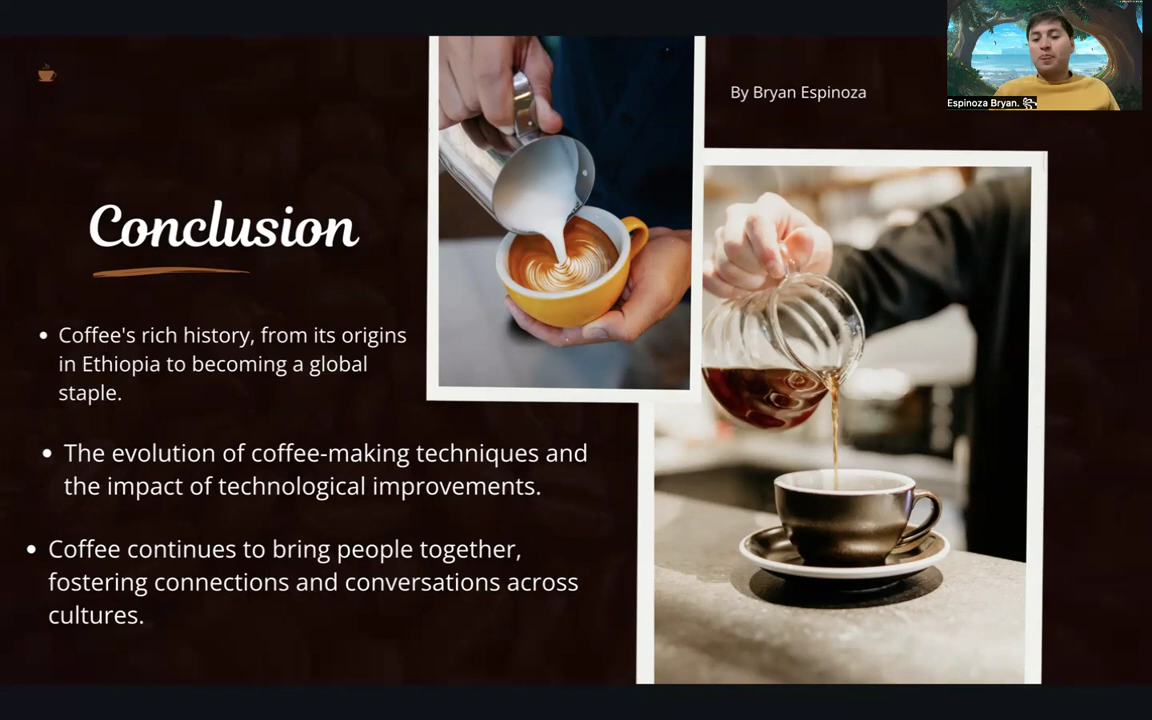 By Bryan Espinoza
Espinoza Bryan.
Conclusion
Coffee's rich history, from its origins
in Ethiopia to becoming a global
staple.
The evolution of coffee-making techniques and
the impact of technological improvements.
Coffee continues to bring people together,
fostering connections and conversations across
cultures.